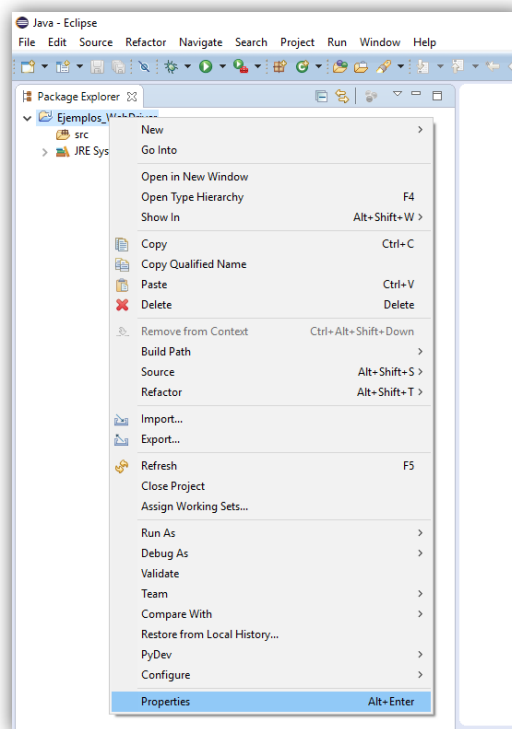 Java - Eclipse
File Edit Source Refactor Navigate Search Project Run Window Help
Package Explorer
Ejemplos_WebDriver
src
JRE Sys
New
Go Into
Open in New Window
Open Type Hierarchy F4
Show In Alt+Shift+W >
Copy Ctrl+C
Copy Qualified Name
Paste Ctrl+V
Delete Delete
Remove from Context Ctrl+Alt+Shift+Down
Build Path
Source Alt+Shift+S >
Refactor Alt+Shift+T >
Import...
Export...
Refresh F5
Close Project
Assign Working Sets...
Run As
Debug As
Validate
Team
Compare With
Restore from Local History...
PyDev
Configure
Properties Alt+Enter